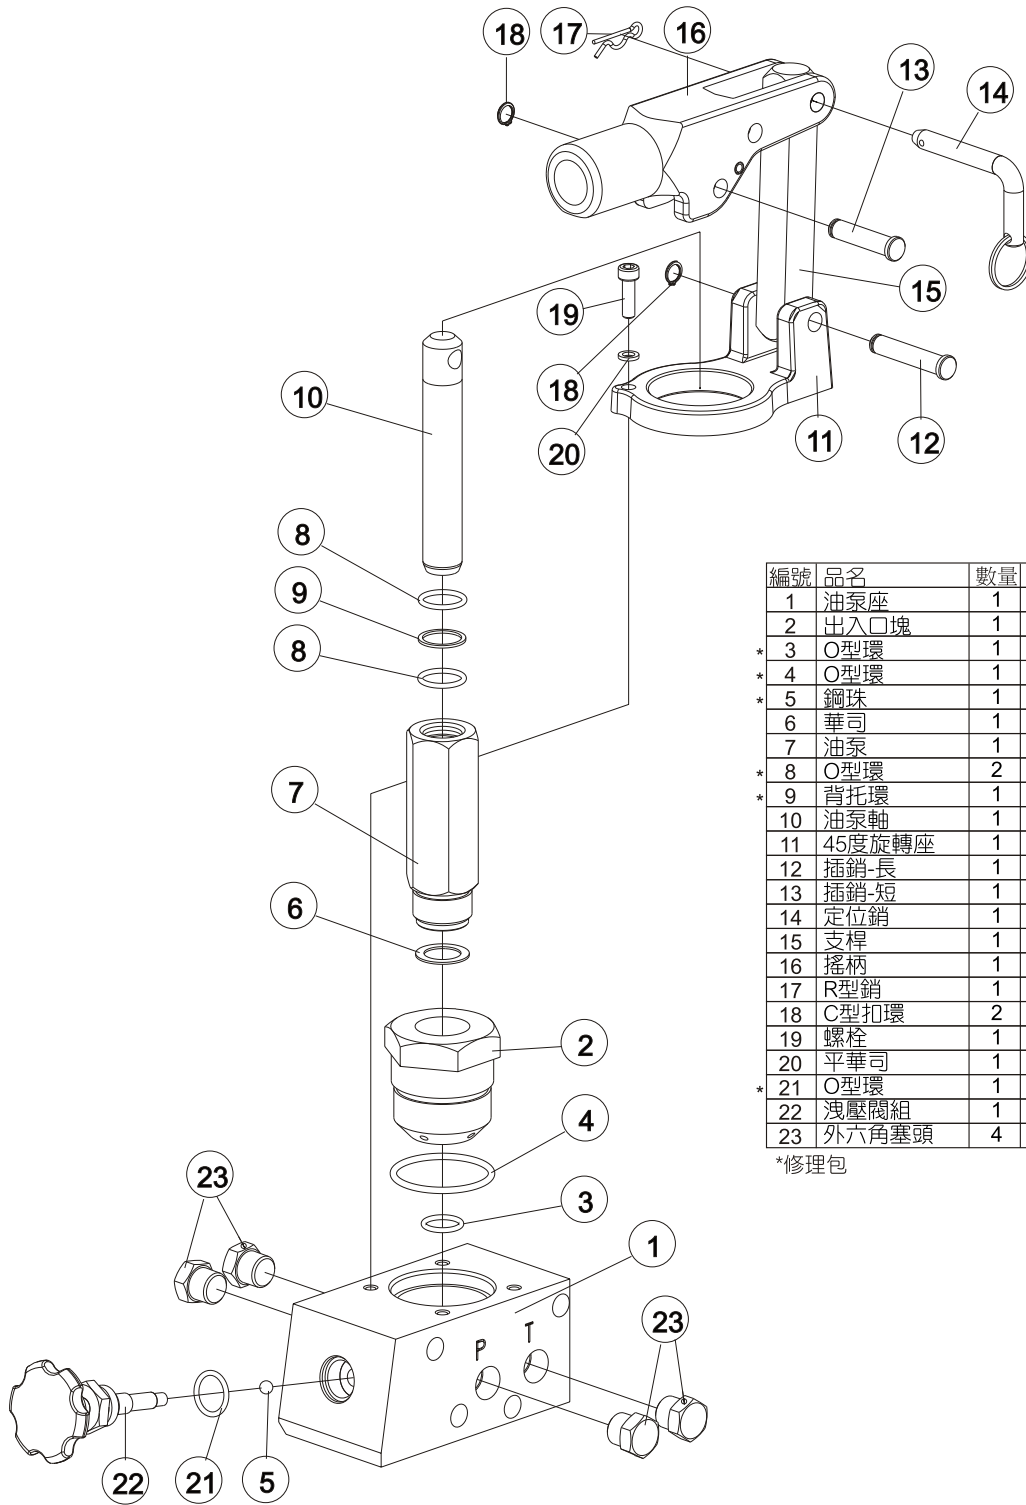 18
17
16
13
14
19
18
15
10
20
11
12
8
9
8
7
6
2
4
23
3
1
P T
23
22
21
5
編號 品名 數量
1 油泵座 1
2 出入口塊 1
* 3 O型環 1
* 4 O型環 1
* 5 鋼珠 1
6 華司 1
7 油泵 1
* 8 O型環 2
* 9 背托環 1
10 油泵軸 1
11 45度旋轉座 1
12 插銷-長 1
13 插銷-短 1
14 定位銷 1
15 支桿 1
16 搖柄 1
17 R型銷 1
18 C型扣環 2
19 螺栓 1
20 平華司 1
* 21 O型環 1
22 洩壓閥組 1
23 外六角塞頭 4
*修理包